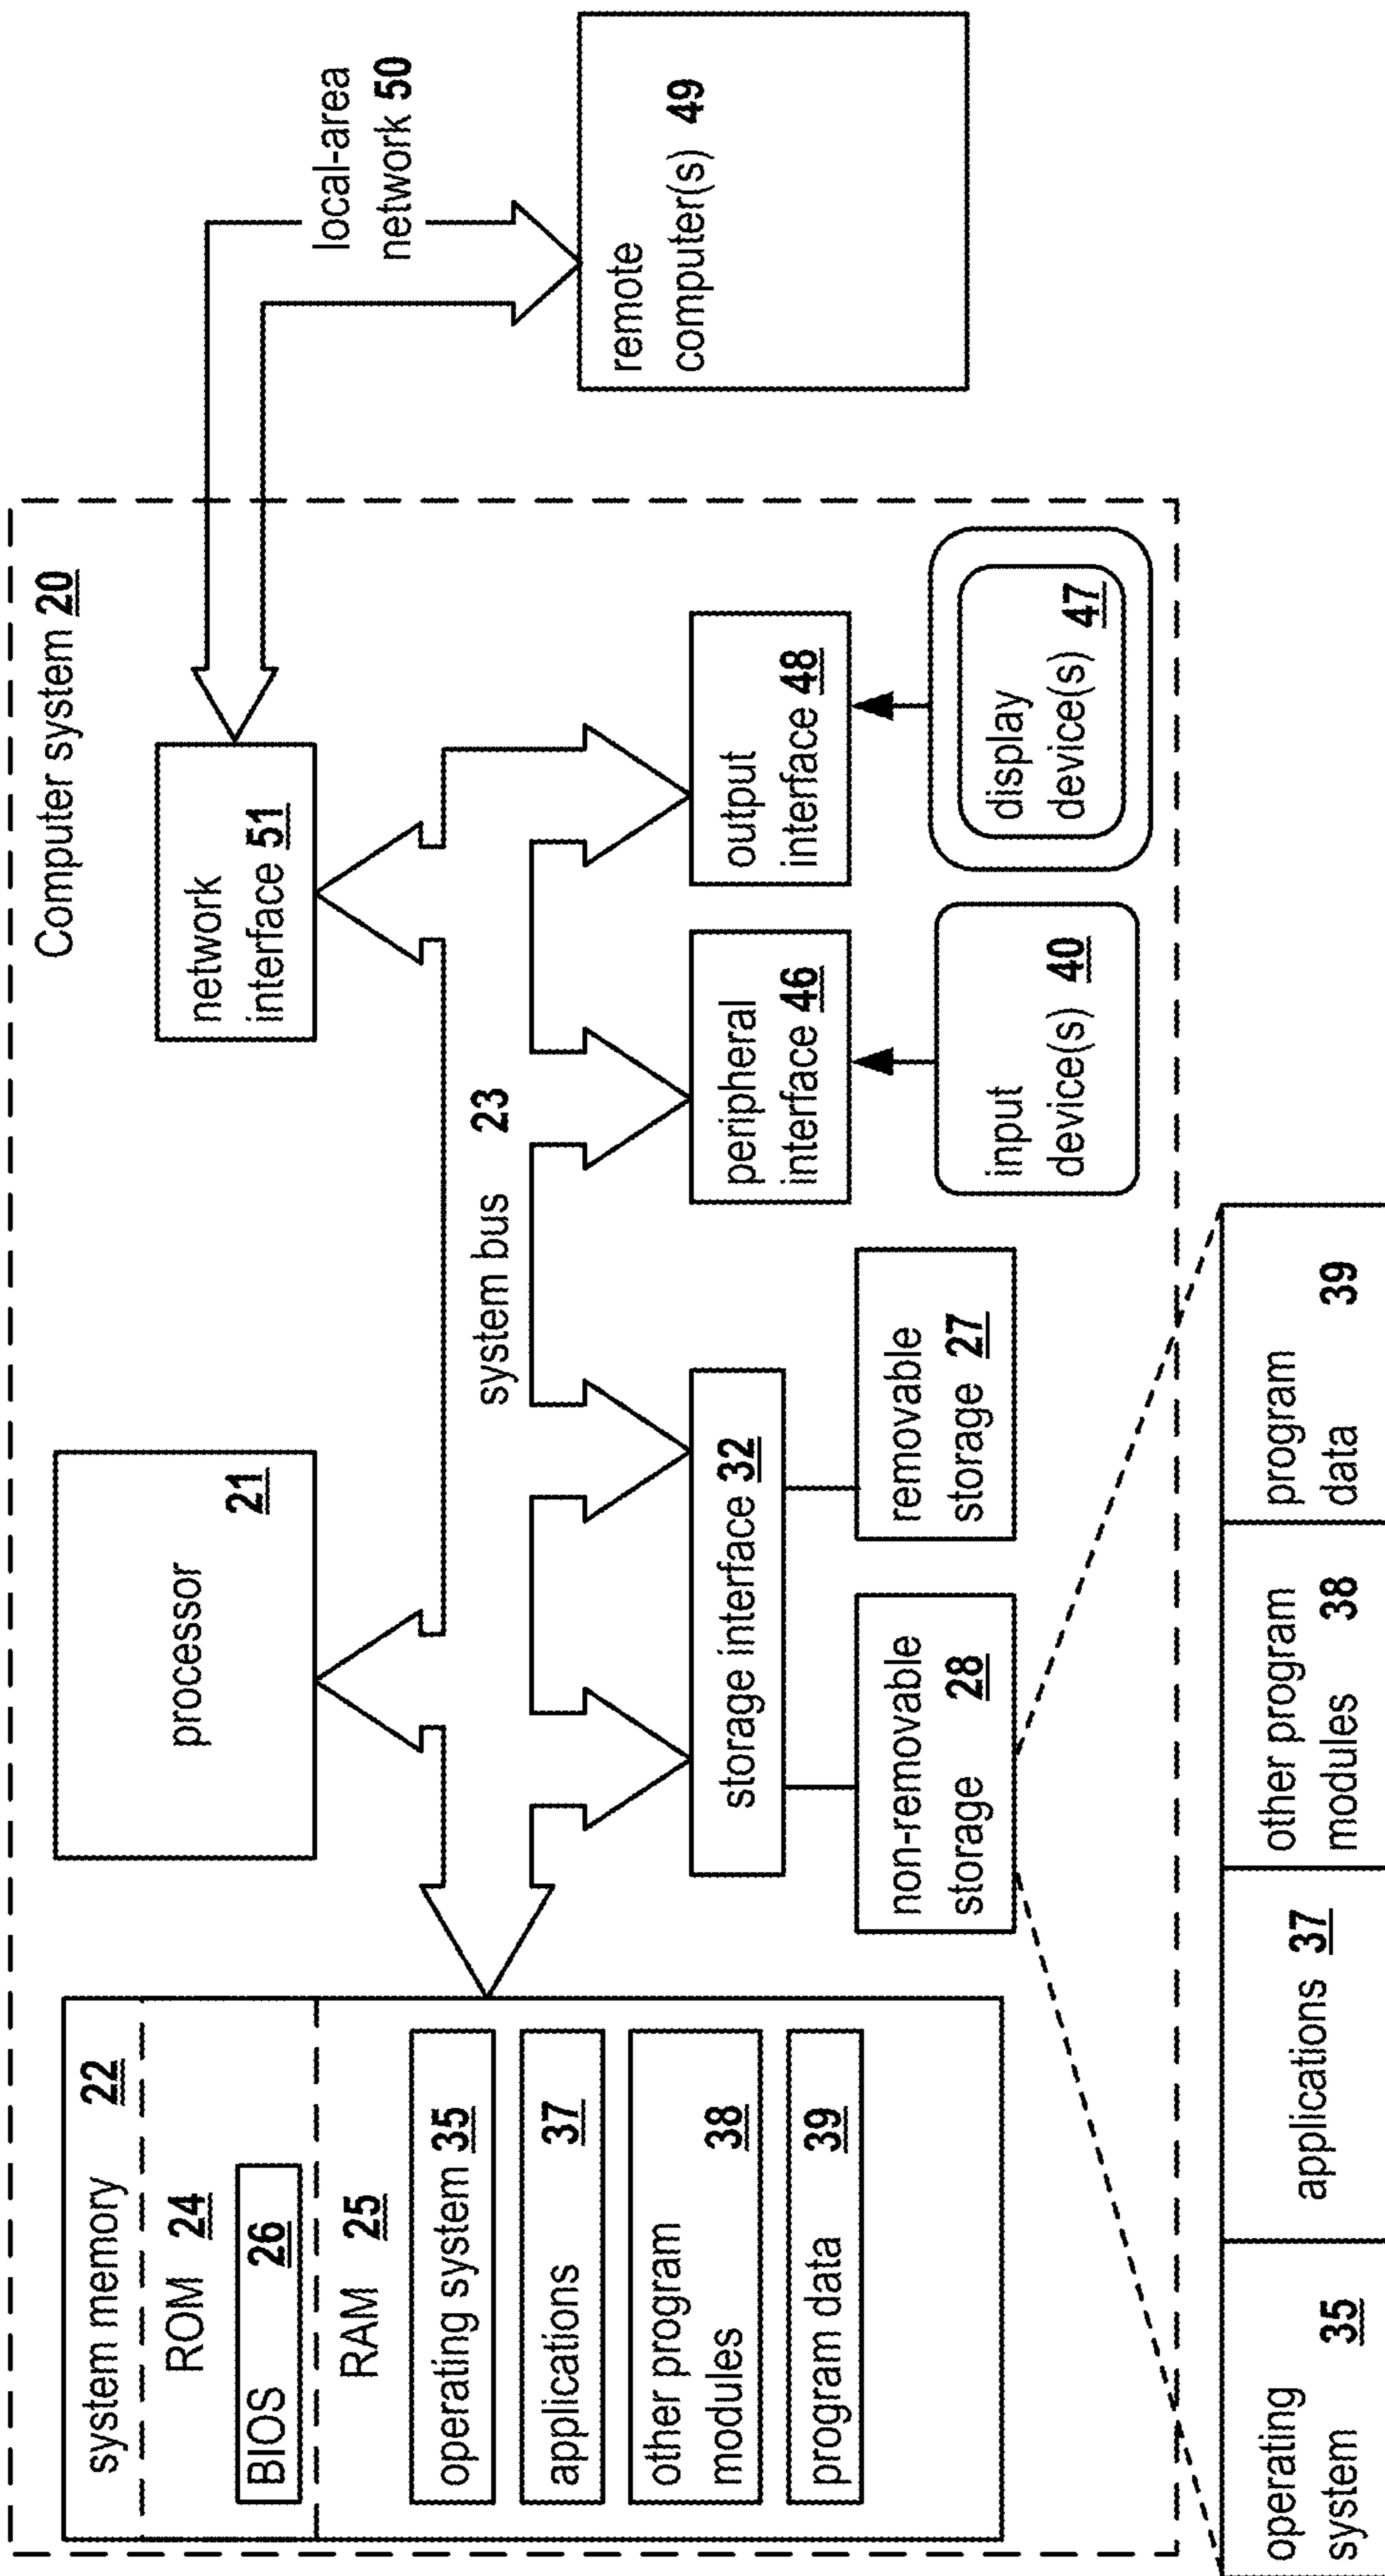 Computer system 20
system memory 22
ROM 24
BIOS 26
RAM 25
operating system 35
applications 37
other program
modules 38
program data 39
processor
21
network
interface 51
local-area
network 50
system bus 23
storage interface 32
peripheral
interface 46
output
interface 48
remote
computer(s) 49
non-removable
storage 28
removable
storage 27
input
device(s) 40
display
device(s) 47
operating
system 35
applications 37
other program
modules 38
program
data 39